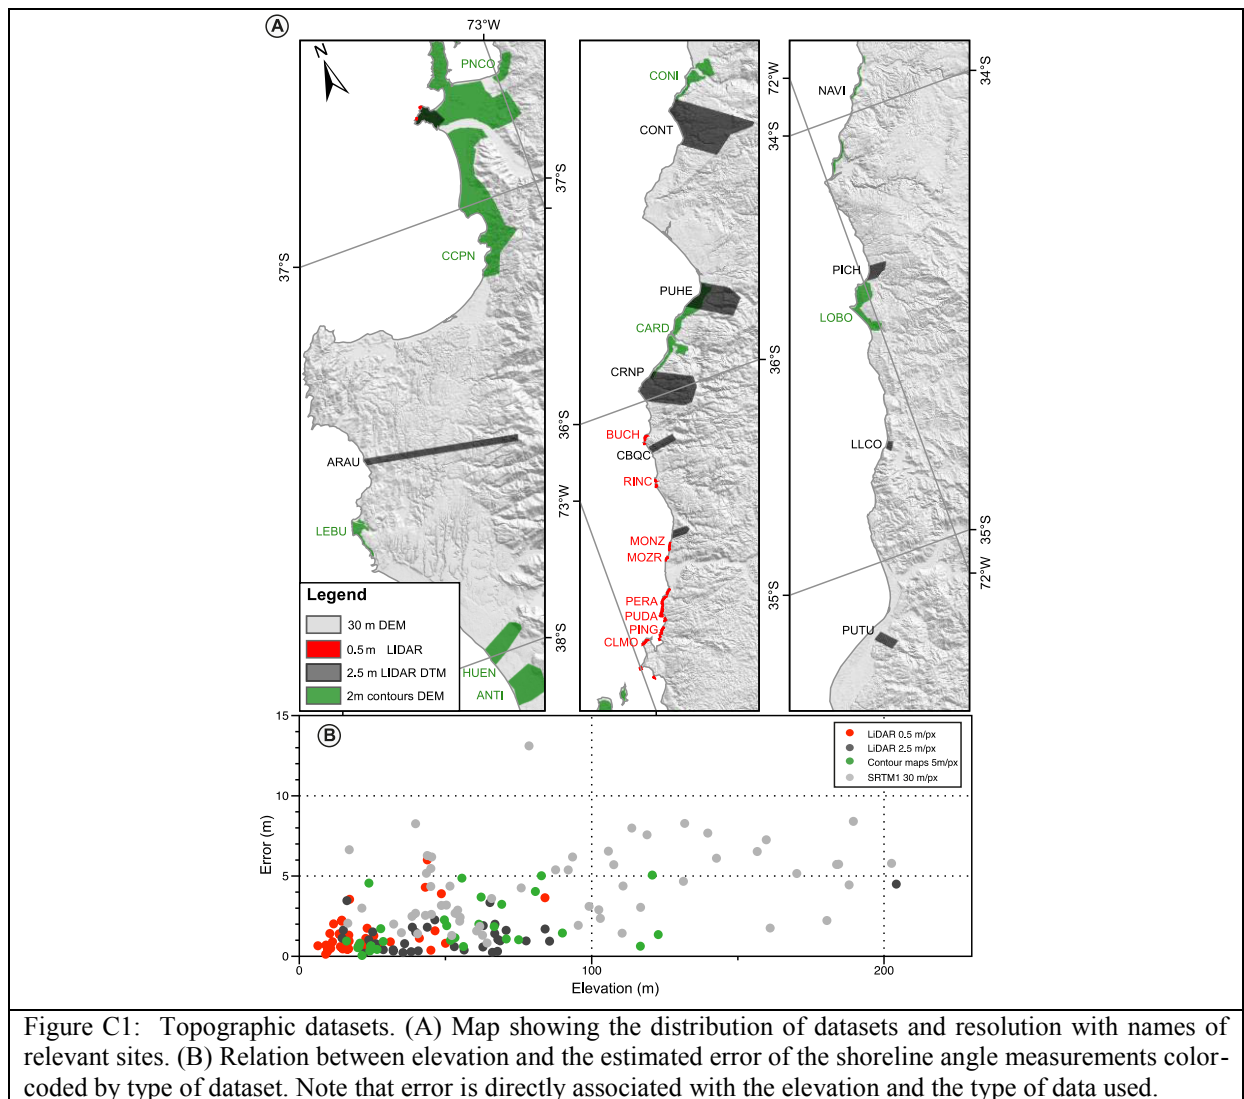 A
73°W
N
PNCO
37°S
37°S
CCPN
ARAU
LEBU
38°S
HUEN
ANTI
Legend
30 m DEM
0.5 m LIDAR
2.5 m LIDAR DTM
2m contours DEM
CONI
CONT
PUHE
CARD
CRNP
36°S
36°S
BUCH
CBQC
RINC
73°W
MONZ
MOZR
PERA
PUDA
PING
CLMO
72°W
34°S
34°S
NAVI
PICH
LOBO
LLCO
35°S
72°W
35°S
PUTU
B
15
10
5
0
Error (m)
0
100
200
Elevation (m)
LiDAR 0.5 m/px
LiDAR 2.5 m/px
Contour maps 5m/px
SRTM1 30 m/px
Figure C1: Topographic datasets. (A) Map showing the distribution of datasets and resolution with names of
relevant sites. (B) Relation between elevation and the estimated error of the shoreline angle measurements color-
coded by type of dataset. Note that error is directly associated with the elevation and the type of data used.